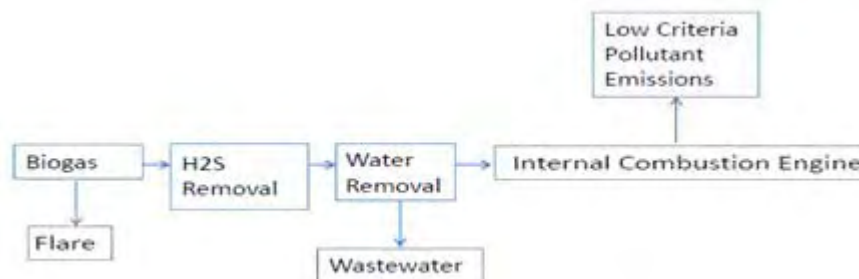 Low Criteria
Pollutant
Emissions
Biogas
H2S
Removal
Water
Removal
Internal Combustion Engine
Flare
Wastewater